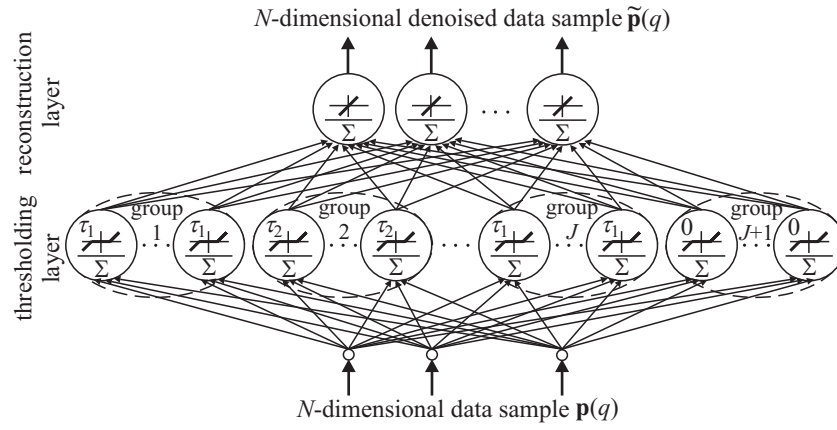 N-dimensional denoised data sample p̃(q)
reconstruction
layer
Σ Σ . . . Σ
thresholding
layer
τ1 group τ1 τ2 group τ2 τ1 group τ1 0 group 0
1 2 J J+1
. . . . . . . . . . . . . . .
Σ Σ Σ Σ Σ Σ Σ Σ
N-dimensional data sample p(q)